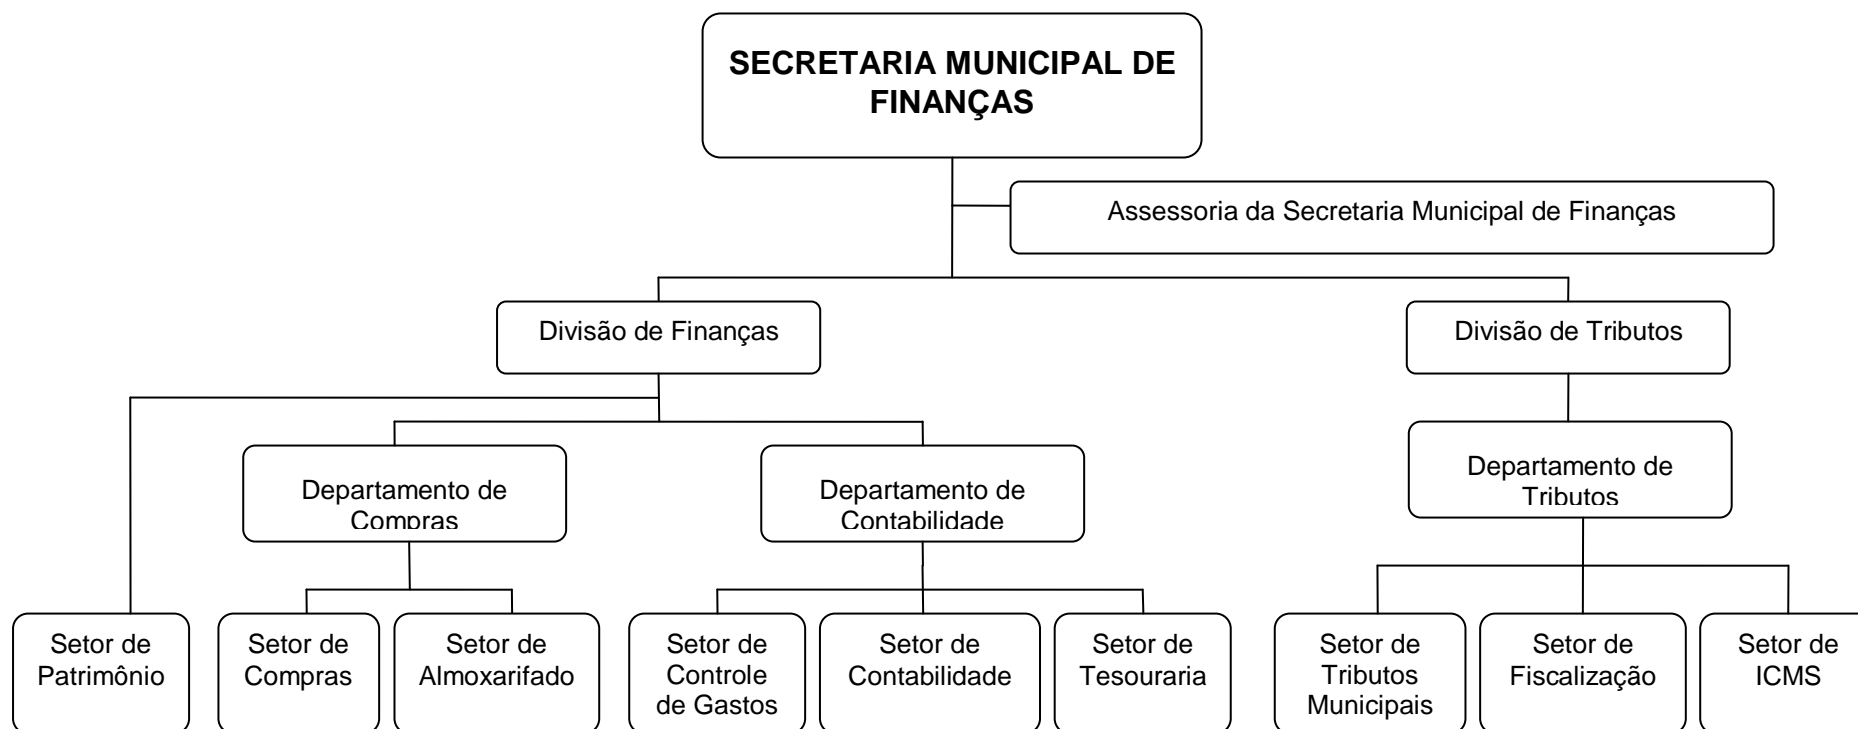 SECRETARIA MUNICIPAL DE
FINANÇAS
Assessoria da Secretaria Municipal de Finanças
Divisão de Finanças
Divisão de Tributos
Departamento de
Compras
Departamento de
Contabilidade
Departamento de
Tributos
Setor de
Patrimônio
Setor de
Compras
Setor de
Almoxarifado
Setor de
Controle
de Gastos
Setor de
Contabilidade
Setor de
Tesouraria
Setor de
Tributos
Municipais
Setor de
Fiscalização
Setor de
ICMS